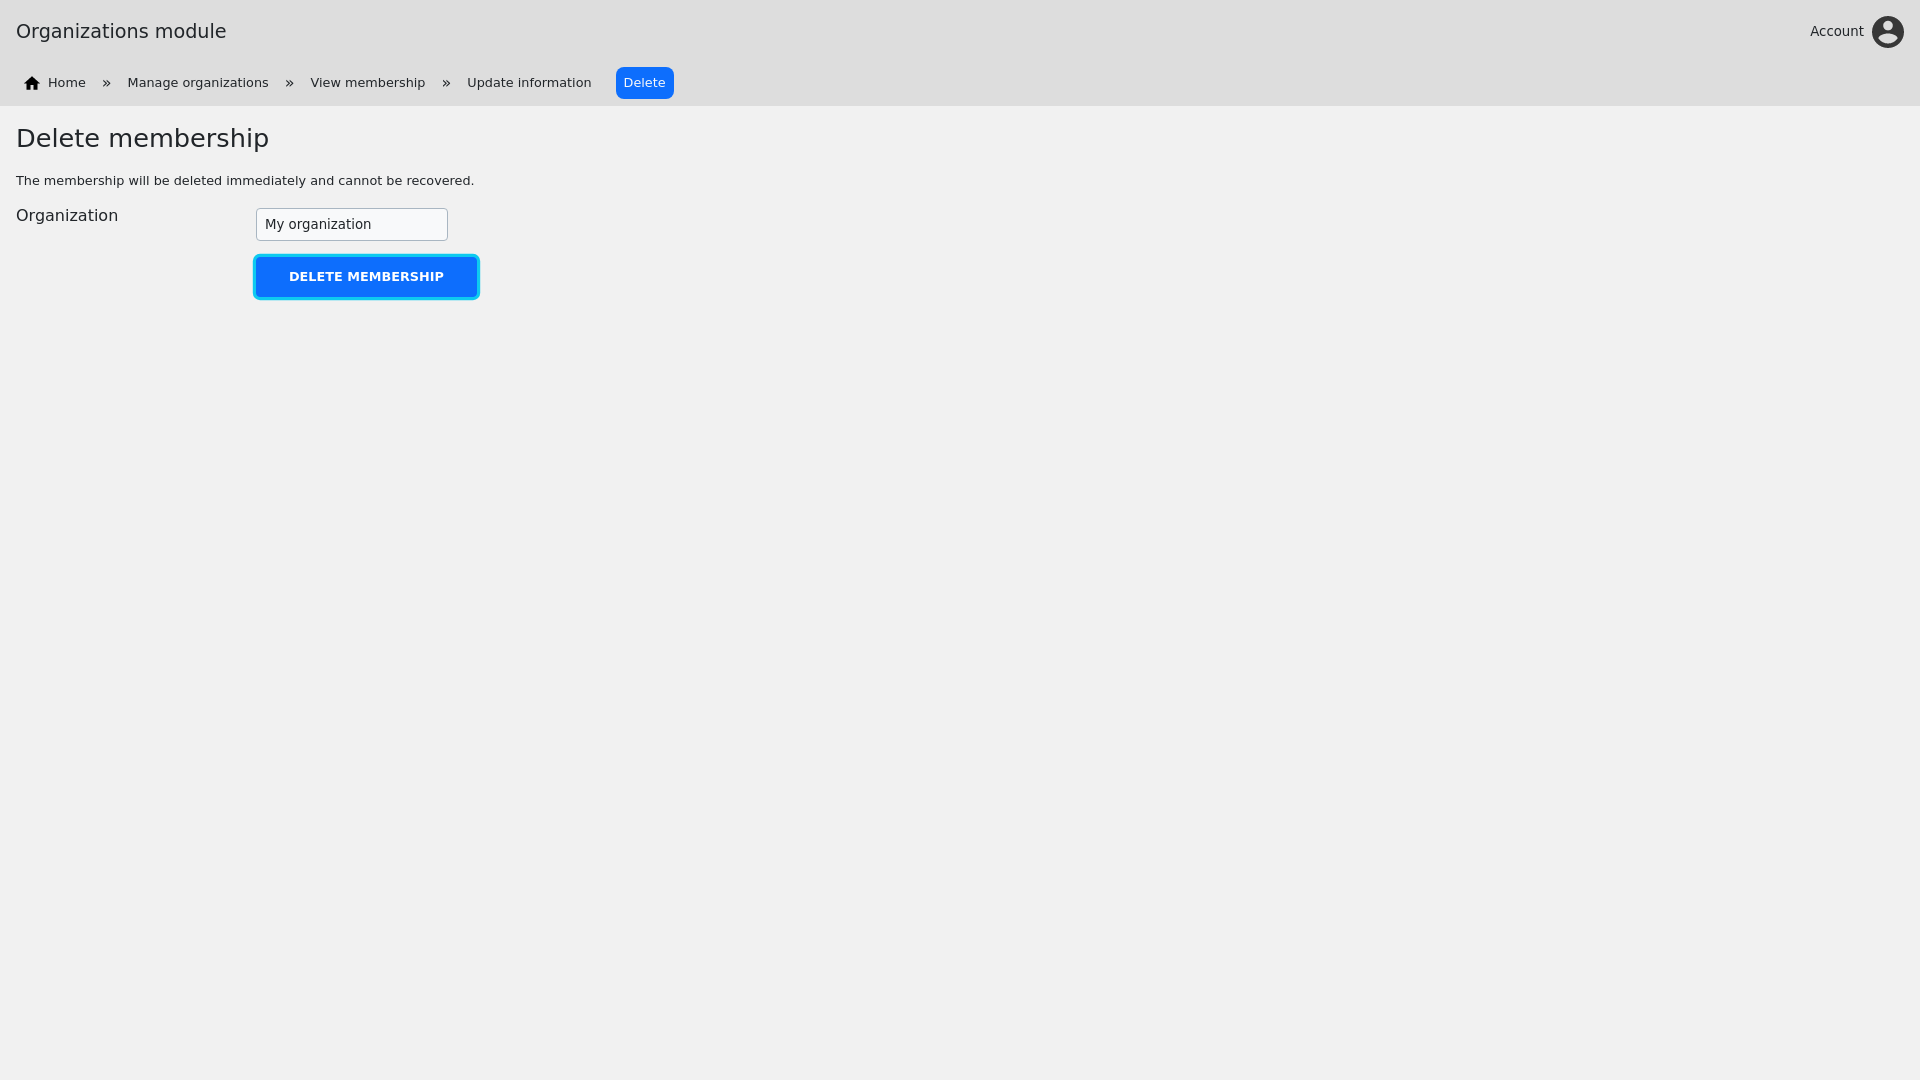 Organizations module
Account
Home » Manage organizations » View membership » Update information Delete
Delete membership
The membership will be deleted immediately and cannot be recovered.
Organization
My organization
DELETE MEMBERSHIP